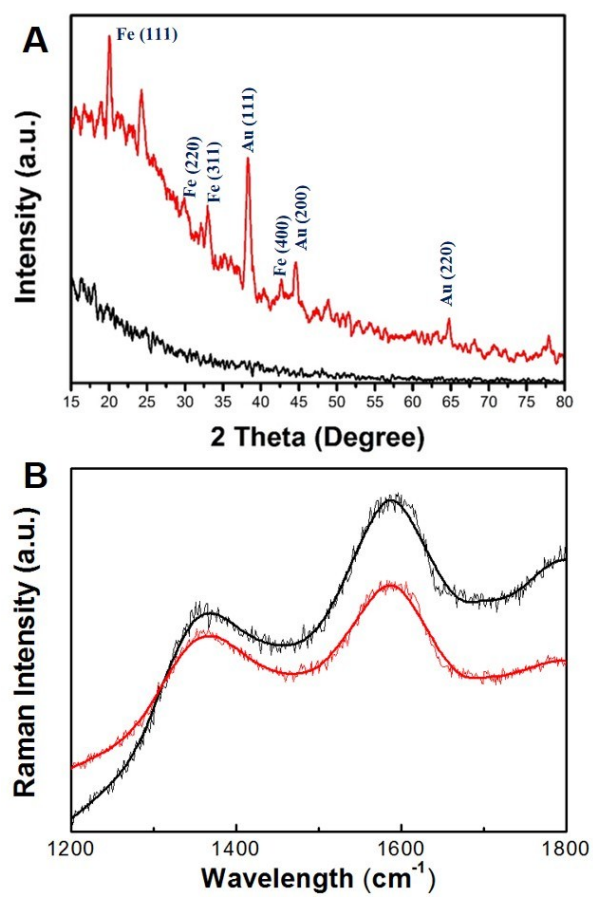 A
Fe (111)
Fe (220)
Fe (311)
Au (111)
Fe (400)
Au (200)
Au (220)
Intensity (a.u.)
15 20 25 30 35 40 45 50 55 60 65 70 75 80
2 Theta (Degree)
B
Raman Intensity (a.u.)
1200 1400 1600 1800
Wavelength (cm⁻¹)